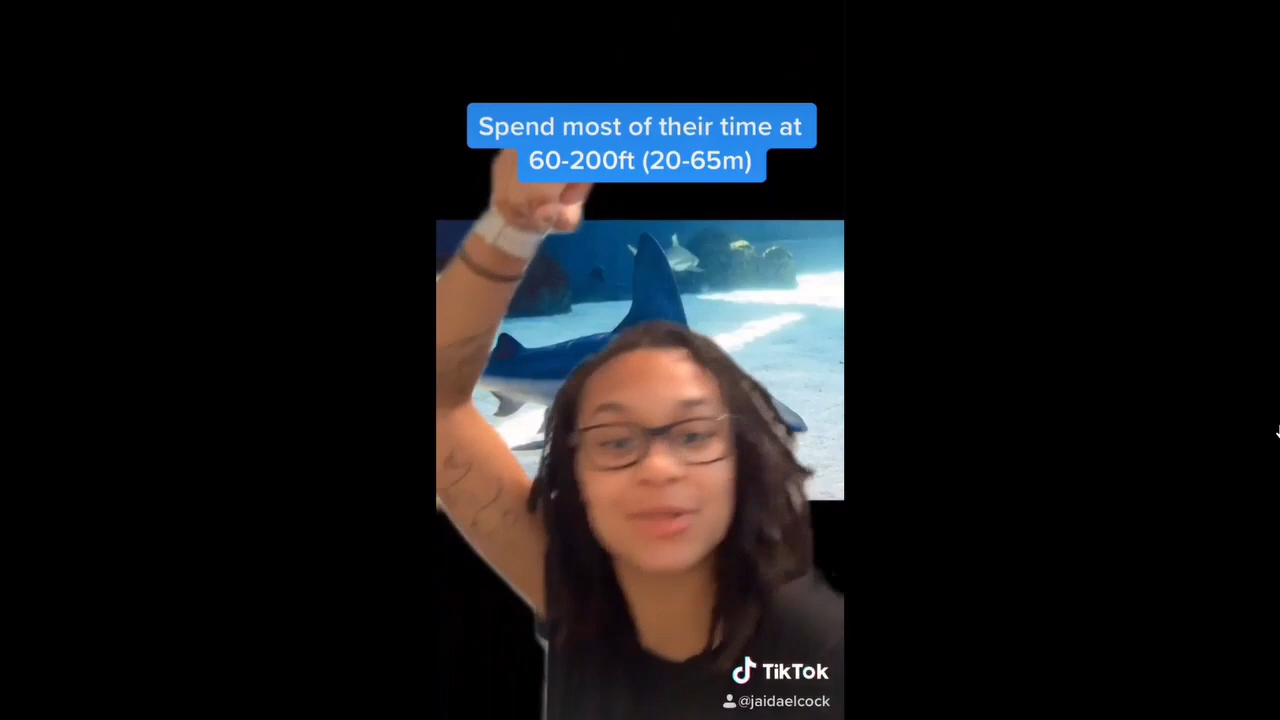 Spend most of their time at
60-200ft (20-65m)
TikTok
@jaidaelcock